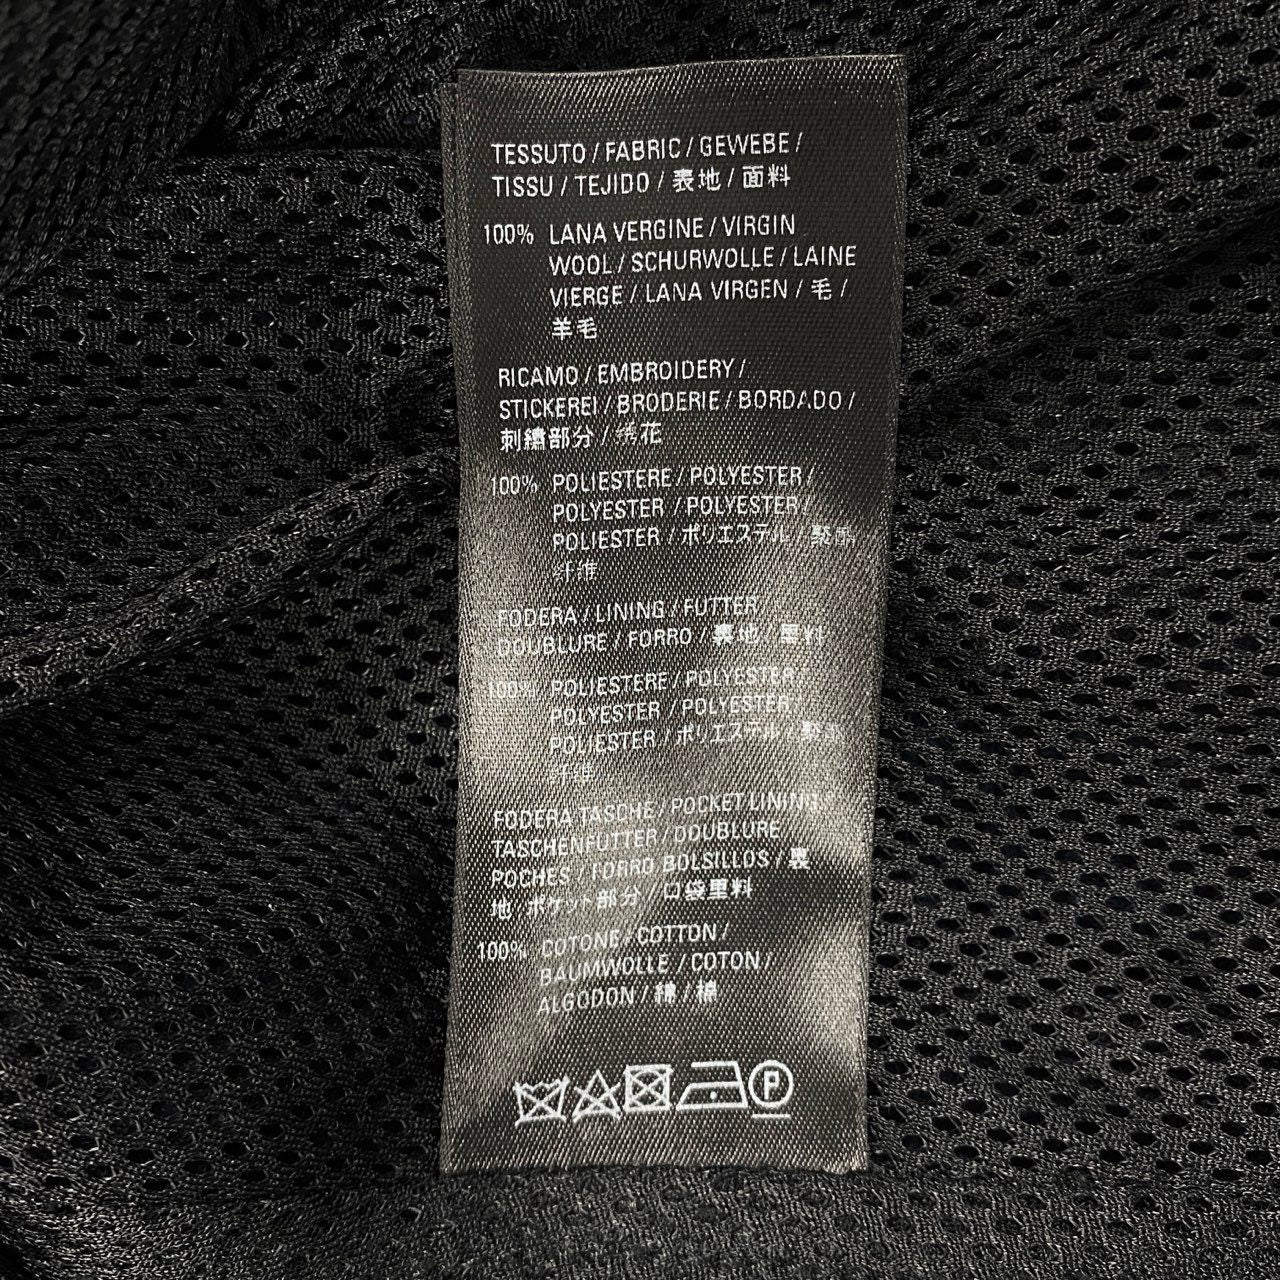 TESSUTO / FABRIC / GEWEBE /
TISSU / TEJIDO / 表地 / 面料
100% LANA VERGINE / VIRGIN
WOOL / SCHURWOLLE / LAINE
VIERGE / LANA VIRGEN / 毛 /
羊毛
RICAMO / EMBROIDERY /
STICKEREI / BRODERIE / BORDADO /
刺繍部分 / 绣花
100% POLIESTERE / POLYESTER /
POLYESTER / POLYESTER /
POLIESTER / ポリエステル / 聚酯
纤维
FODERA / LINING / FUTTER
DOUBLURE / FORRO / 裏地 / 里料
100% POLIESTERE / POLYESTER
POLYESTER / POLYESTER
POLIESTER / ポリエステル / 聚酯
纤维
FODERA TASCHE / POCKET LINING
TASCHENFUTTER / DOUBLURE
POCHES / FORRO BOLSILLOS / 裏
地 ポケット部分 / 口袋里料
100% COTONE / COTTON /
BAUMWOLLE / COTON /
ALGODON / 綿 / 棉
P